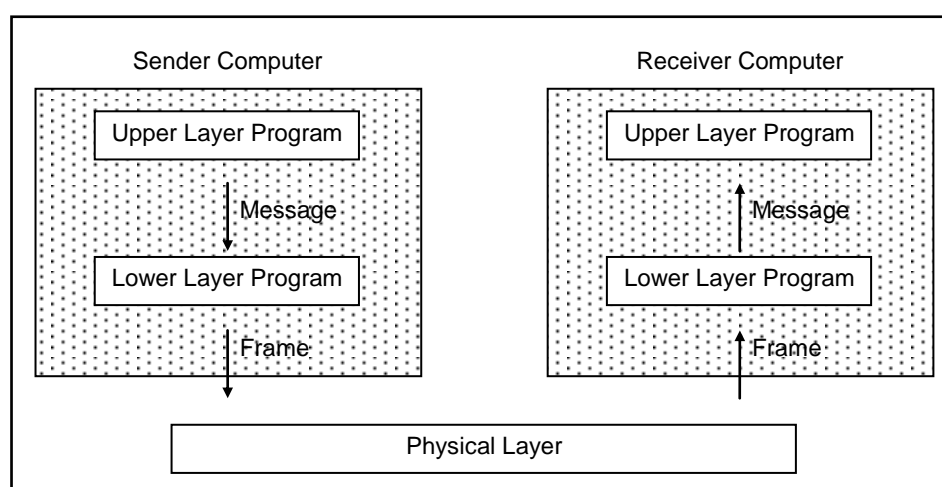 Sender Computer
Receiver Computer
Upper Layer Program
Upper Layer Program
Message
Message
Lower Layer Program
Lower Layer Program
Frame
Frame
Physical Layer